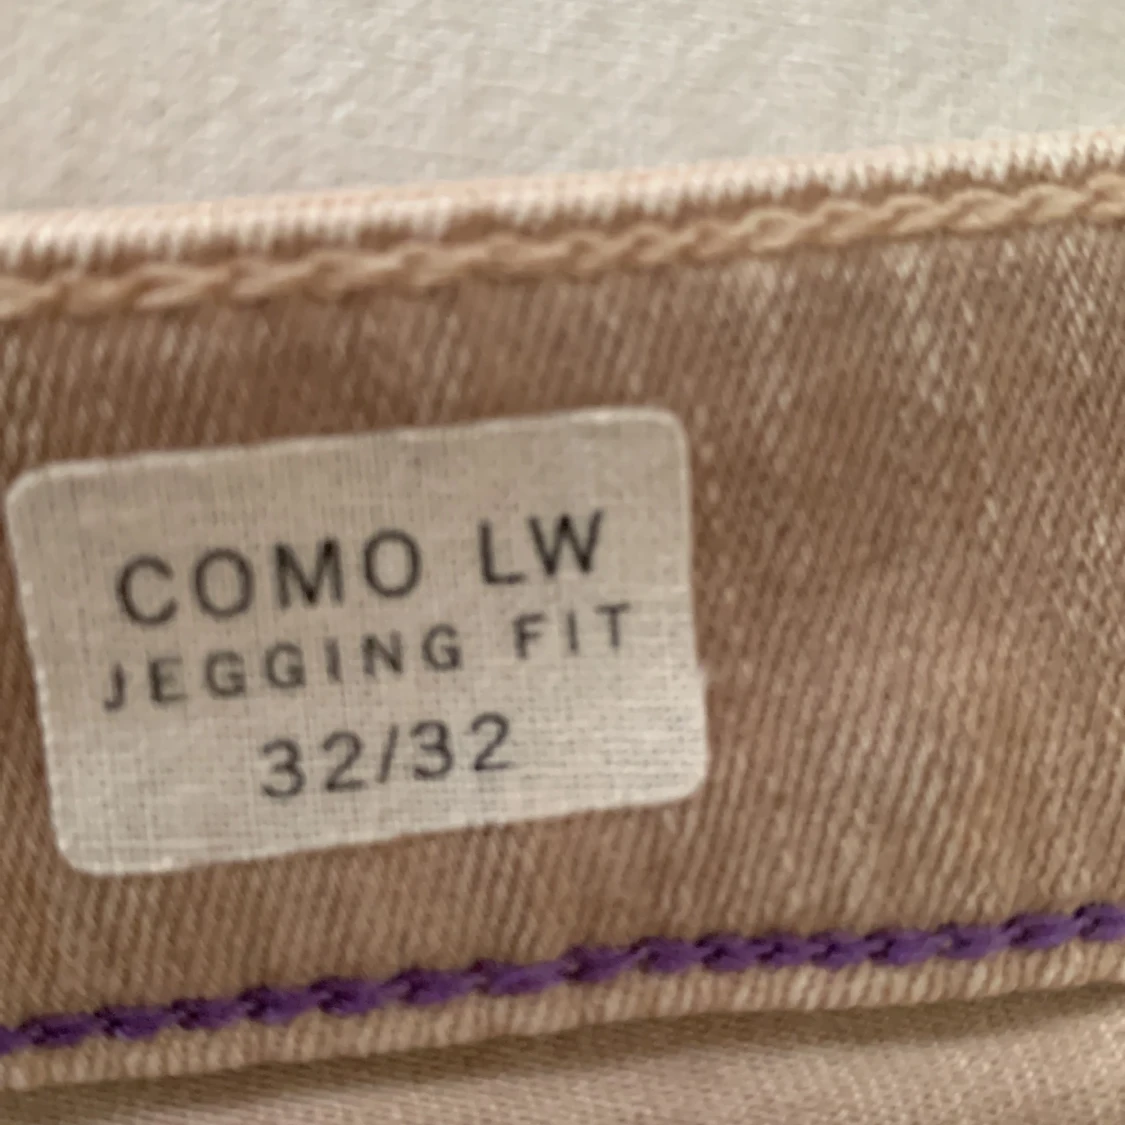 COMO LW
JEGGING FIT
32/32